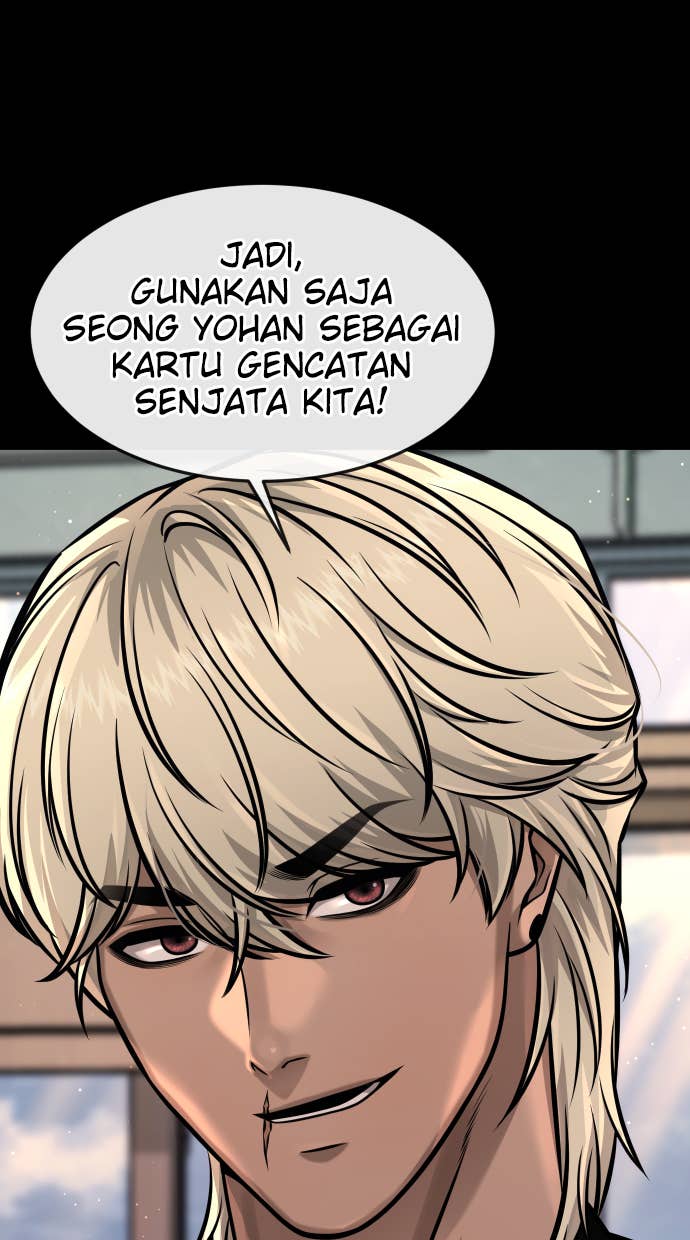 JADI,
GUNAKAN SAJA
SEONG YOHAN SEBAGAI
KARTU GENCATAN
SENJATA KITA!